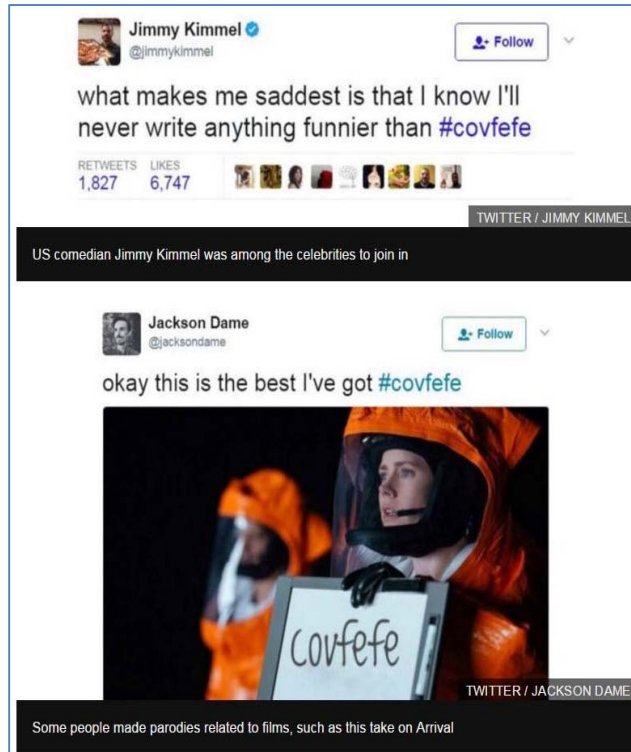 Jimmy Kimmel
@jimmykimmel
Follow
what makes me saddest is that I know I'll
never write anything funnier than #covfefe
RETWEETS LIKES
1,827 6,747
TWITTER / JIMMY KIMMEL
US comedian Jimmy Kimmel was among the celebrities to join in
Jackson Dame
@jacksondame
Follow
okay this is the best I've got #covfefe
covfefe
TWITTER / JACKSON DAME
Some people made parodies related to films, such as this take on Arrival